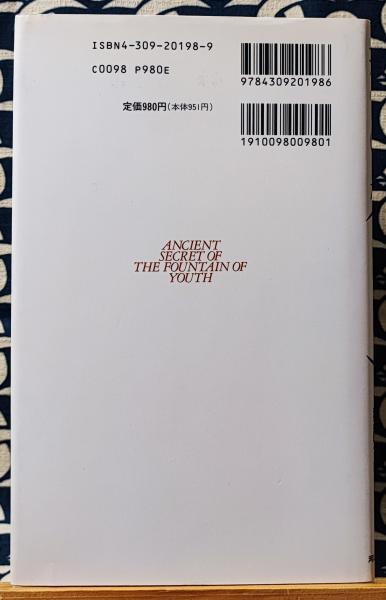 ISBN4-309-20198-9
C0098 P980E
定価980円(本体951円)
9784309201986
1910098009801
ANCIENT
SECRET OF
THE FOUNTAIN OF
YOUTH